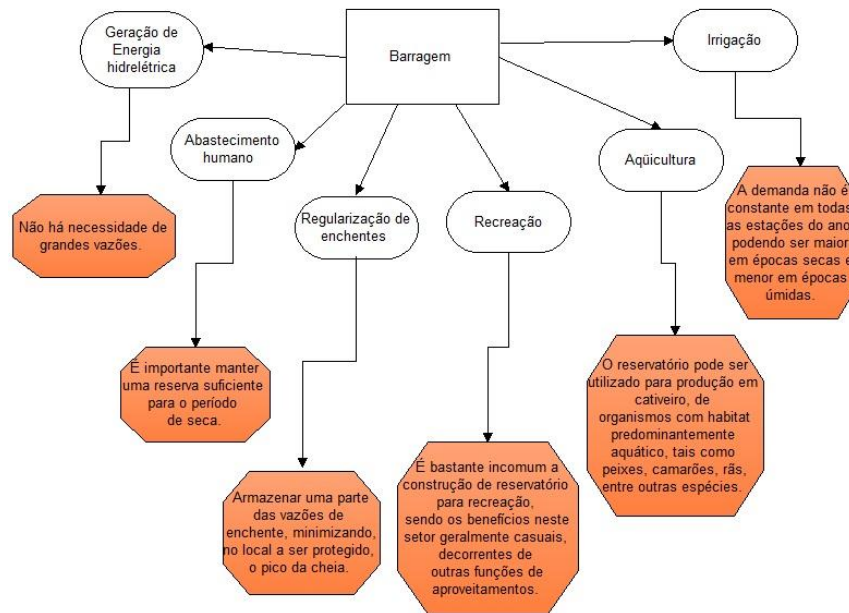 Geração de
Energia
hidrelétrica
Barragem
Irrigação
Abastecimento
humano
Aqüicultura
Regularização de
enchentes
Recreação
Não há necessidade de
grandes vazões.
A demanda não é
constante em todas
as estações do ano,
podendo ser maior
em épocas secas e
menor em épocas
úmidas.
É importante manter
uma reserva suficiente
para o período
de seca.
O reservatório pode ser
utilizado para produção em
cativeiro, de
organismos com habitat
predominantemente
aquático, tais como
peixes, camarões, rãs,
entre outras espécies.
Armazenar uma parte
das vazões de
enchente, minimizando,
no local a ser protegido,
o pico da cheia.
É bastante incomum a
construção de reservatório
para recreação,
sendo os benefícios neste
setor geralmente casuais,
decorrentes de
outras funções de
aproveitamentos.